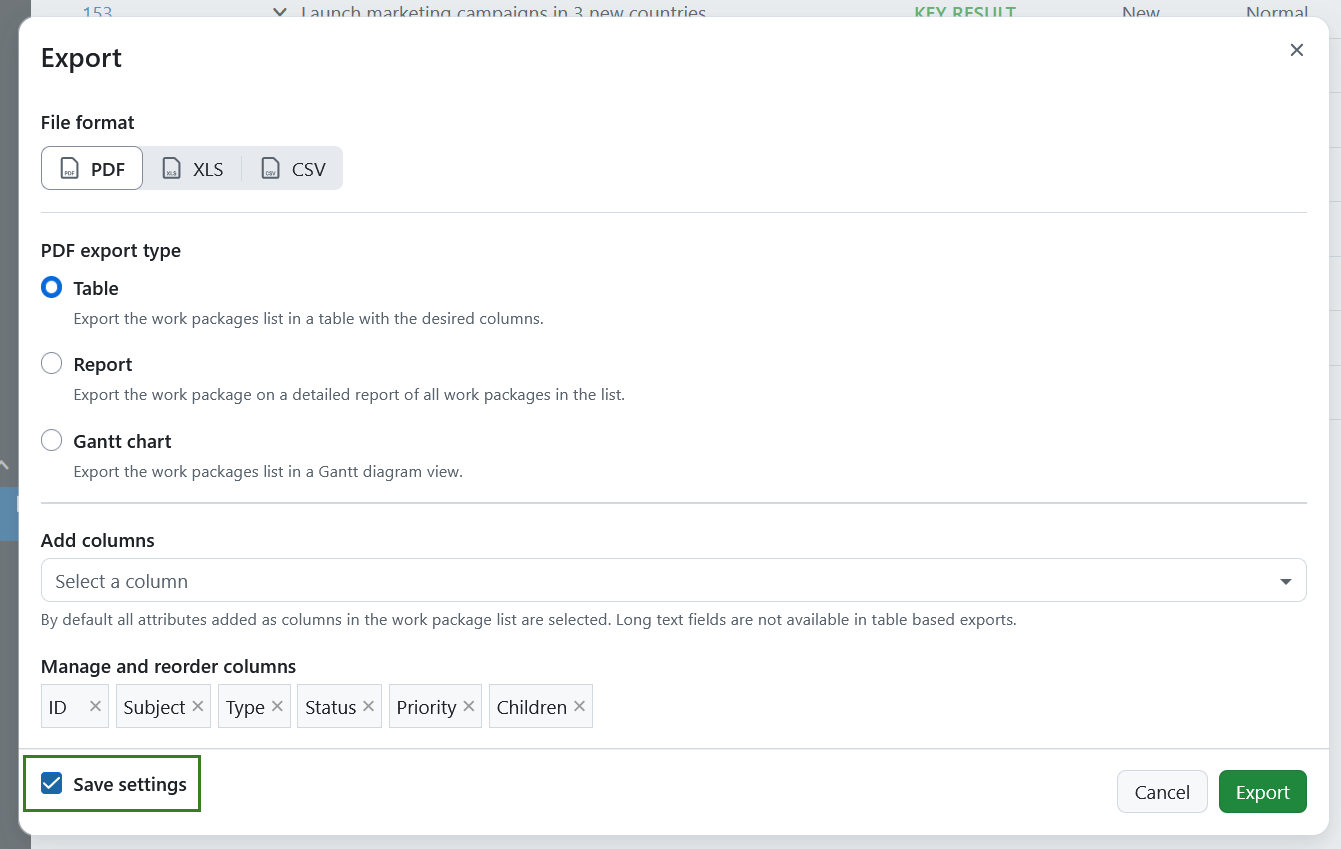 153 Launch marketing campaigns in 3 new countries KEY RESULT New Normal
Export
File format
PDF PDF XLS XLS CSV CSV
PDF export type
Table
Export the work packages list in a table with the desired columns.
Report
Export the work package on a detailed report of all work packages in the list.
Gantt chart
Export the work packages list in a Gantt diagram view.
Add columns
Select a column
By default all attributes added as columns in the work package list are selected. Long text fields are not available in table based exports.
Manage and reorder columns
ID Subject Type Status Priority Children
Save settings
Cancel Export